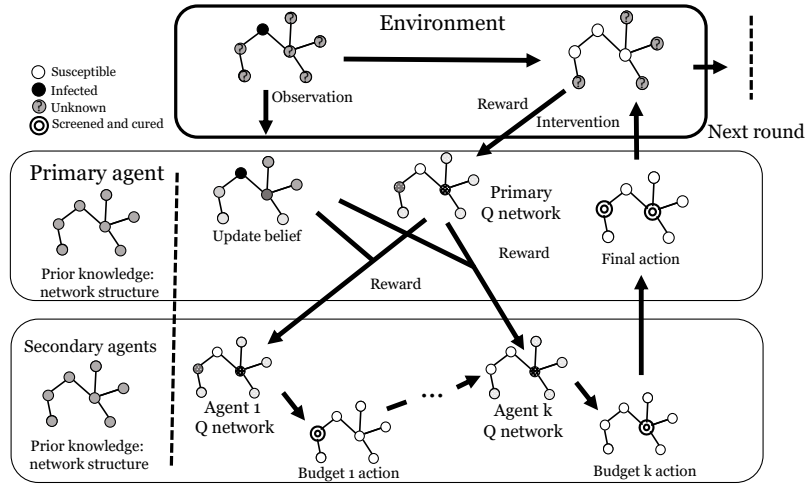 Environment
Susceptible
Infected
? Unknown
Screened and cured
? ? ? ? ? ?
? ? ?
Observation
Reward
Intervention
Next round
Primary agent
Prior knowledge:
network structure
Update belief
Primary
Q network
Reward
Reward
Final action
Secondary agents
Prior knowledge:
network structure
Agent 1
Q network
Budget 1 action
...
Agent k
Q network
Budget k action